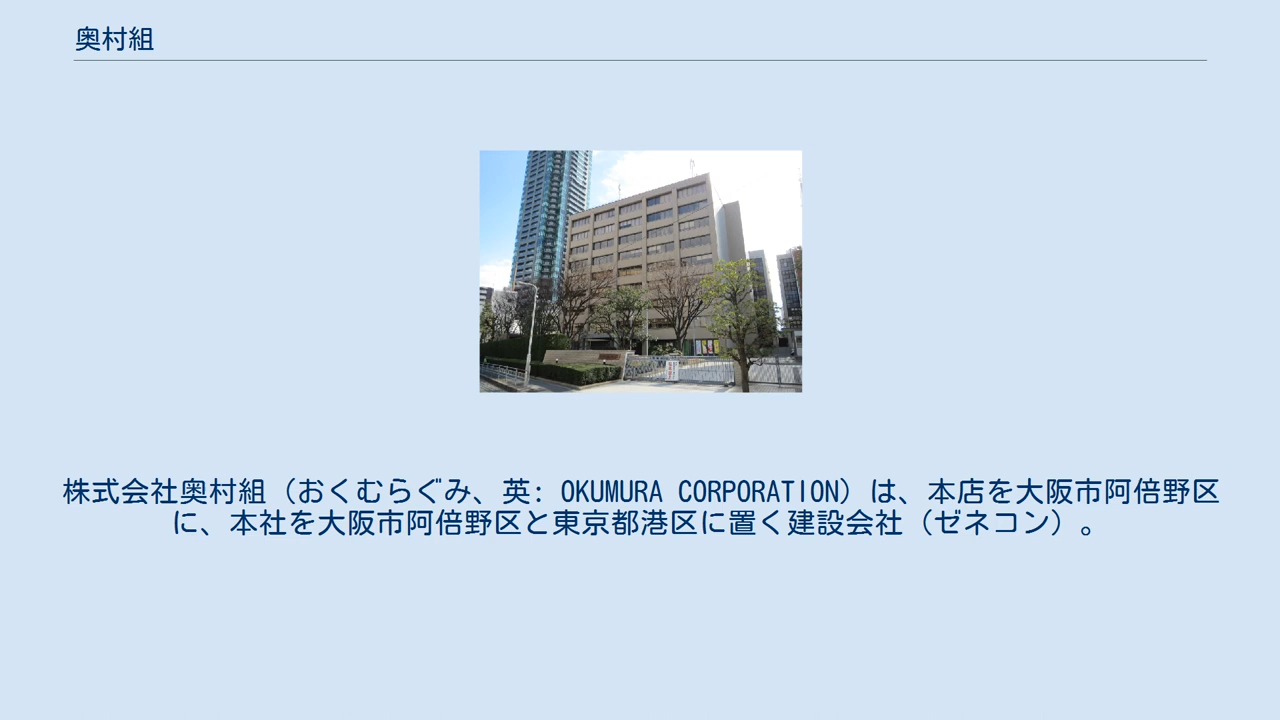 奥村組
株式会社奥村組（おくむらぐみ、英: OKUMURA CORPORATION）は、本店を大阪市阿倍野区
に、本社を大阪市阿倍野区と東京都港区に置く建設会社（ゼネコン）。